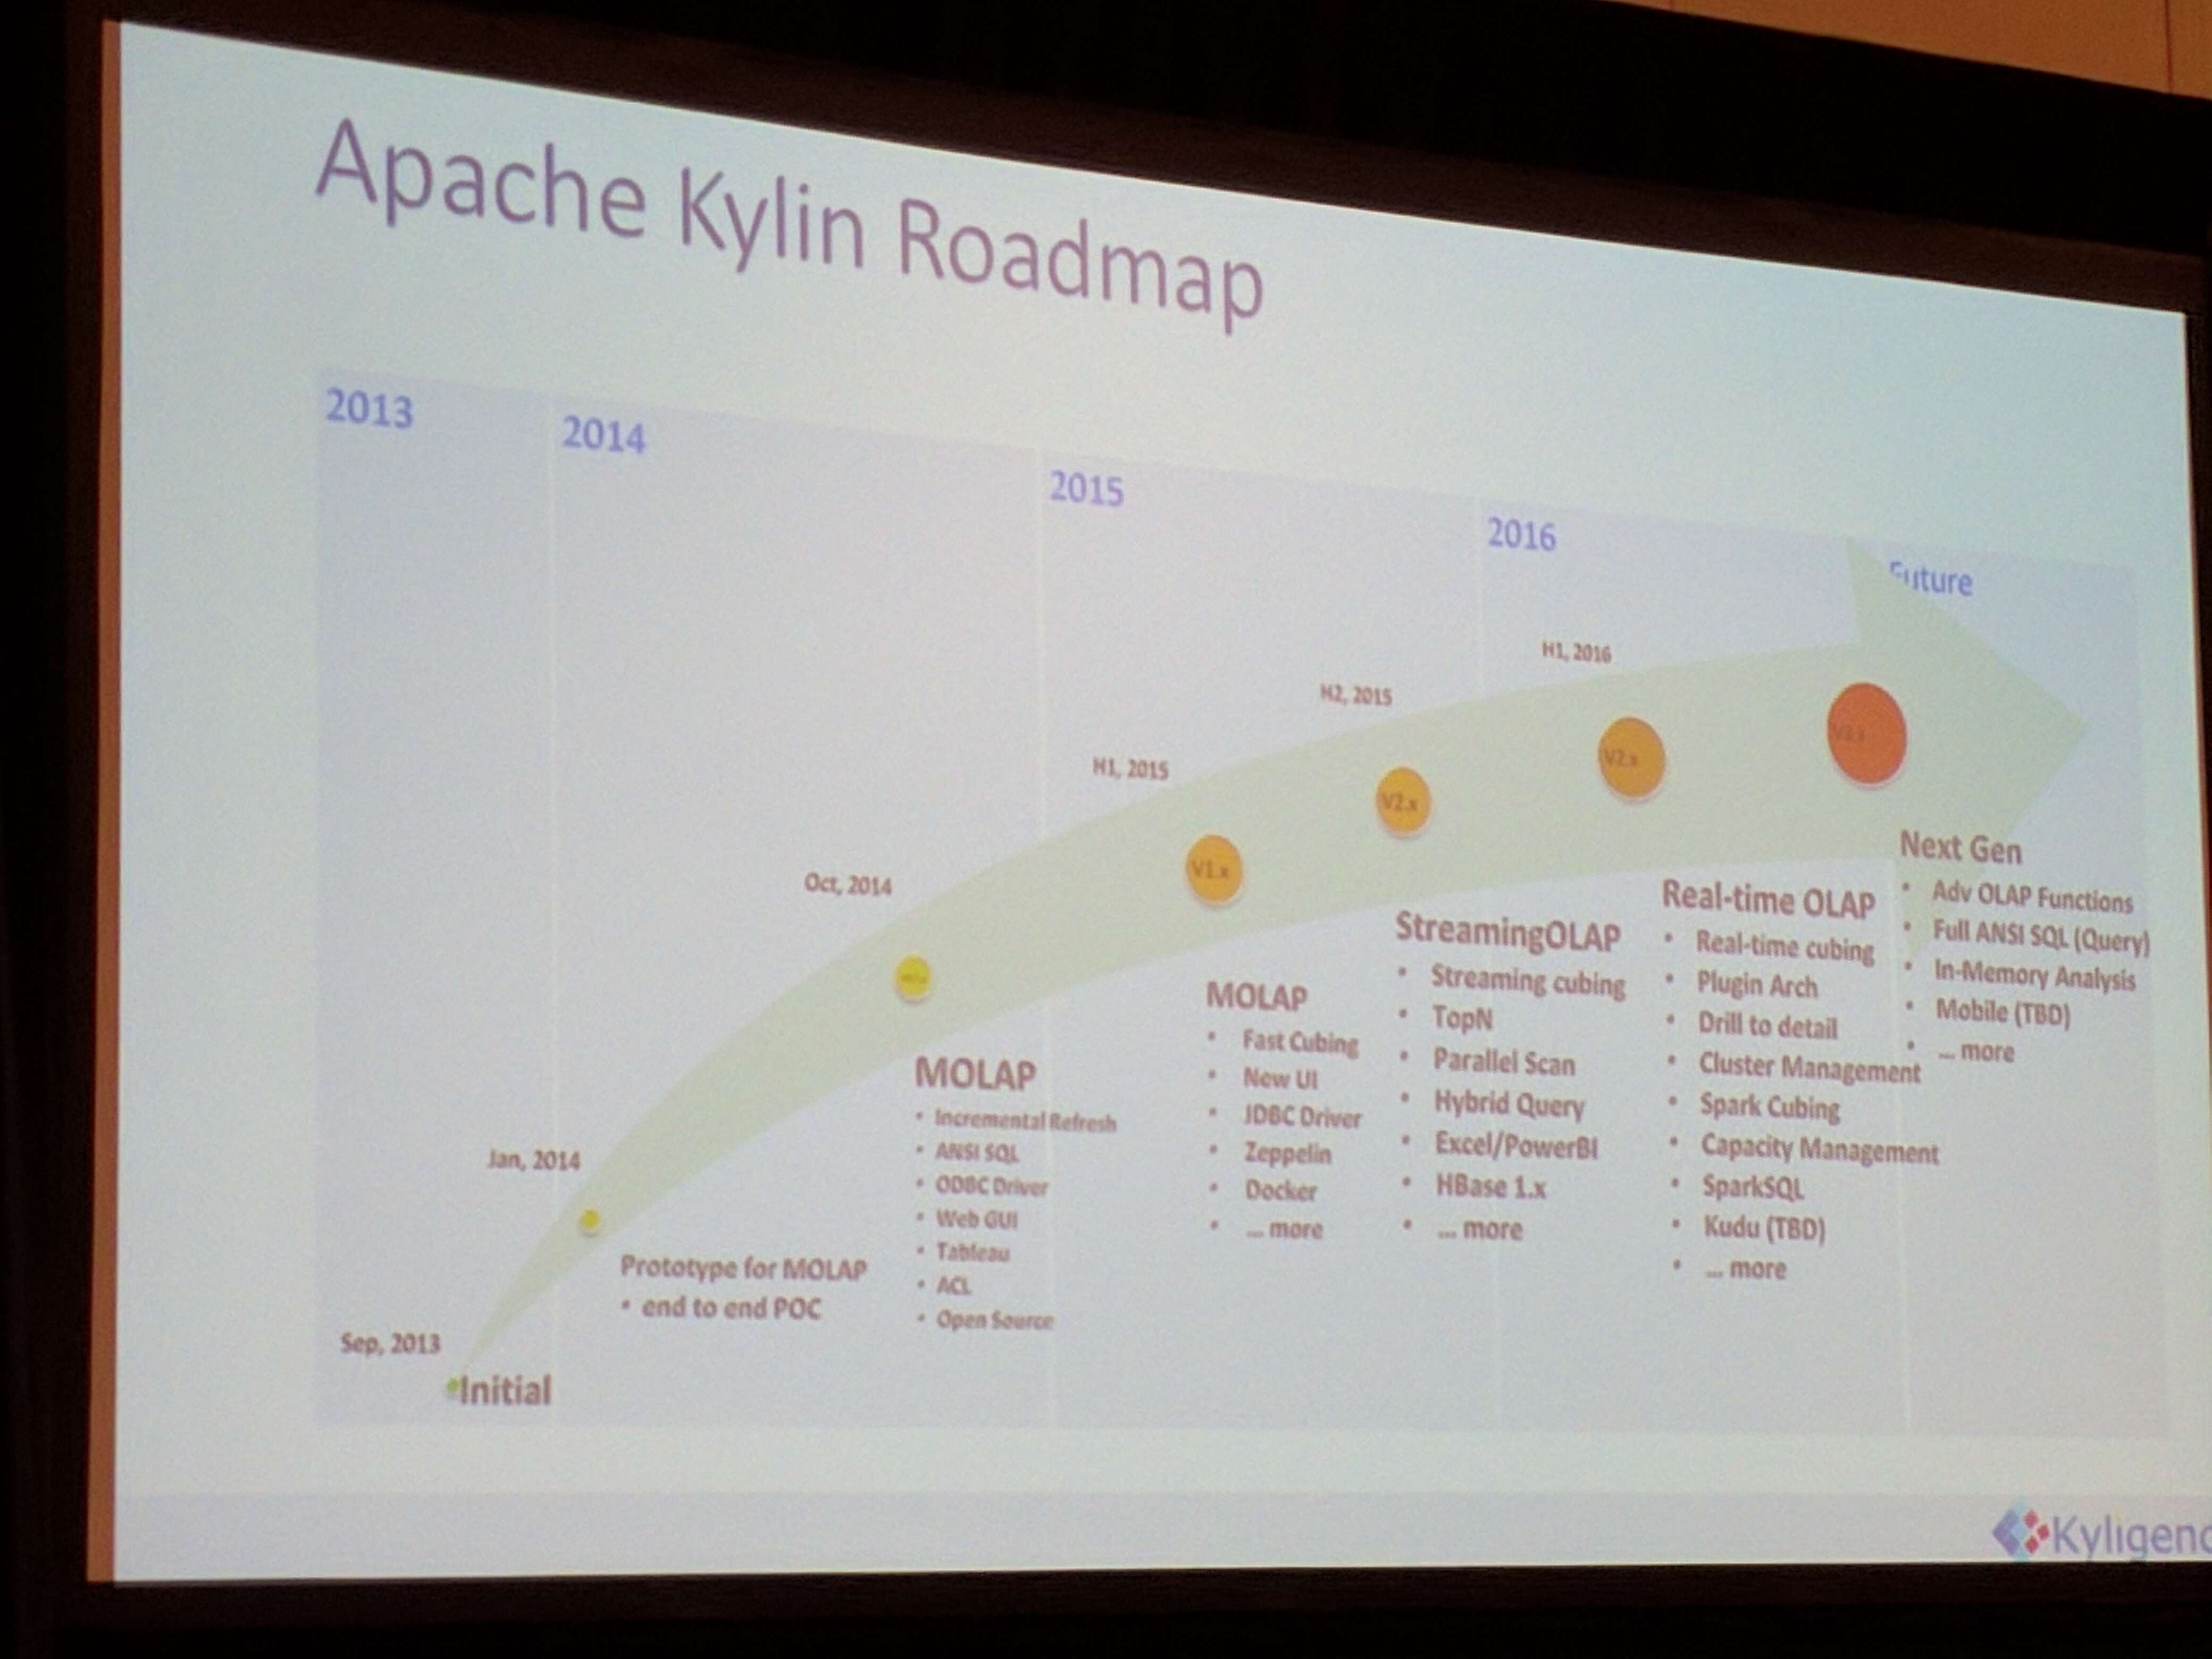 Apache Kylin Roadmap
2013
2014
2015
2016
Future
H1, 2016
H2, 2015
H1, 2015
Oct, 2014
Jan, 2014
Sep, 2013
V1.x
V2.x
V2.x
Initial
Prototype for MOLAP
• end to end POC
MOLAP
• Incremental Refresh
• ANSI SQL
• ODBC Driver
• Web GUI
• Tableau
• ACL
• Open Source
MOLAP
• Fast Cubing
• New UI
• JDBC Driver
• Zeppelin
• Docker
• ... more
StreamingOLAP
• Streaming cubing
• TopN
• Parallel Scan
• Hybrid Query
• Excel/PowerBI
• HBase 1.x
• ... more
Real-time OLAP
• Real-time cubing
• Plugin Arch
• Drill to detail
• Cluster Management
• Spark Cubing
• Capacity Management
• SparkSQL
• Kudu (TBD)
• ... more
Next Gen
• Adv OLAP Functions
• Full ANSI SQL (Query)
• In-Memory Analysis
• Mobile (TBD)
• ... more
Kyligenc